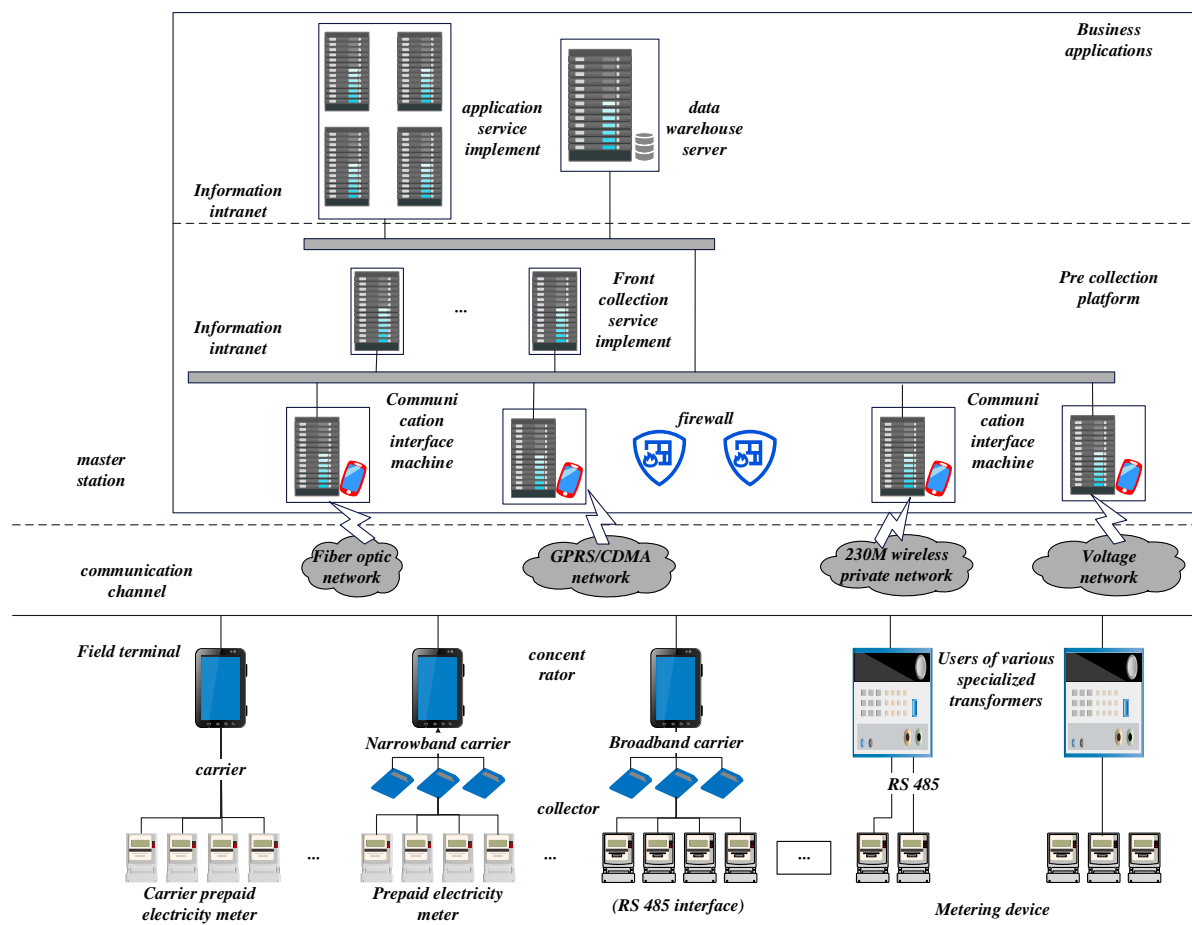 Business
applications
application
service
implement
data
warehouse
server
Information
intranet
Front
collection
service
implement
...
Pre collection
platform
Information
intranet
Communi
cation
interface
machine
firewall
Communi
cation
interface
machine
master
station
Fiber optic
network
GPRS/CDMA
network
230M wireless
private network
Voltage
network
communication
channel
Field terminal
concent
rator
Users of various
specialized
transformers
Narrowband carrier
Broadband carrier
carrier
RS 485
collector
...
...
...
Carrier prepaid
electricity meter
Prepaid electricity
meter
(RS 485 interface)
Metering device